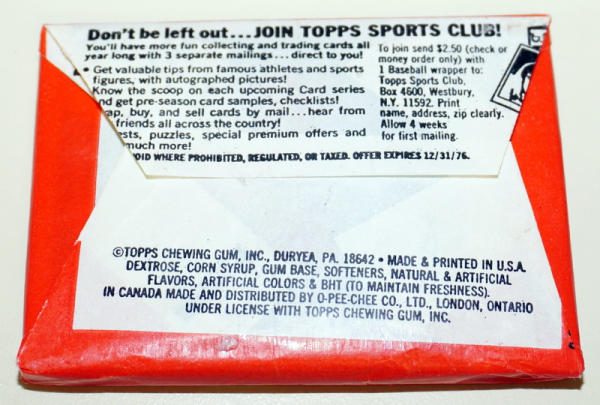 Don't be left out...JOIN TOPPS SPORTS CLUB!
You'll have more fun collecting and trading cards all
year long with 3 separate mailings...direct to you!
• Get valuable tips from famous athletes and sports
figures, with autographed pictures!
Know the scoop on each upcoming Card series
nd get pre-season card samples, checklists!
ap, buy, and sell cards by mail...hear from
friends all across the country!
ests, puzzles, special premium offers and
much more!
OID WHERE PROHIBITED, REGULATED, OR TAXED. OFFER EXPIRES 12/31/76.
To join send $2.50 (check or
money order only) with
1 Baseball wrapper to:
Topps Sports Club,
Box 4600, Westbury,
N.Y. 11592. Print
name, address, zip clearly.
Allow 4 weeks
for first mailing.
©TOPPS CHEWING GUM, INC., DURYEA, PA. 18642 • MADE & PRINTED IN U.S.A.
DEXTROSE, CORN SYRUP, GUM BASE, SOFTENERS, NATURAL & ARTIFICIAL
FLAVORS, ARTIFICIAL COLORS & BHT (TO MAINTAIN FRESHNESS).
IN CANADA MADE AND DISTRIBUTED BY O-PEE-CHEE CO., LTD., LONDON, ONTARIO
UNDER LICENSE WITH TOPPS CHEWING GUM, INC.